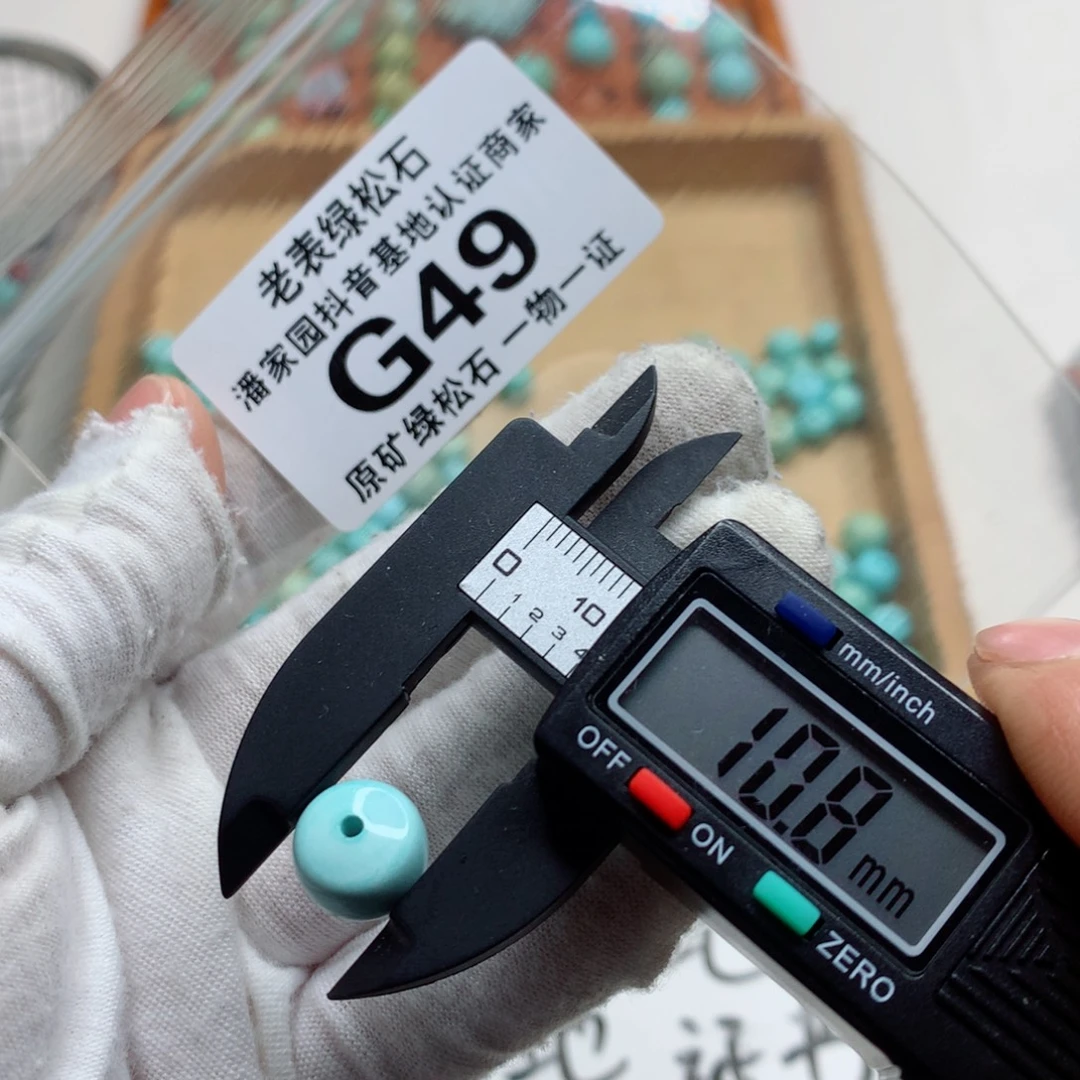 老表绿松石
潘家园抖音基地认证商家
G49
原矿绿松石 一物一证
0
10
1 2 3 4
mm/inch
OFF
10.8 mm
ON
ZERO